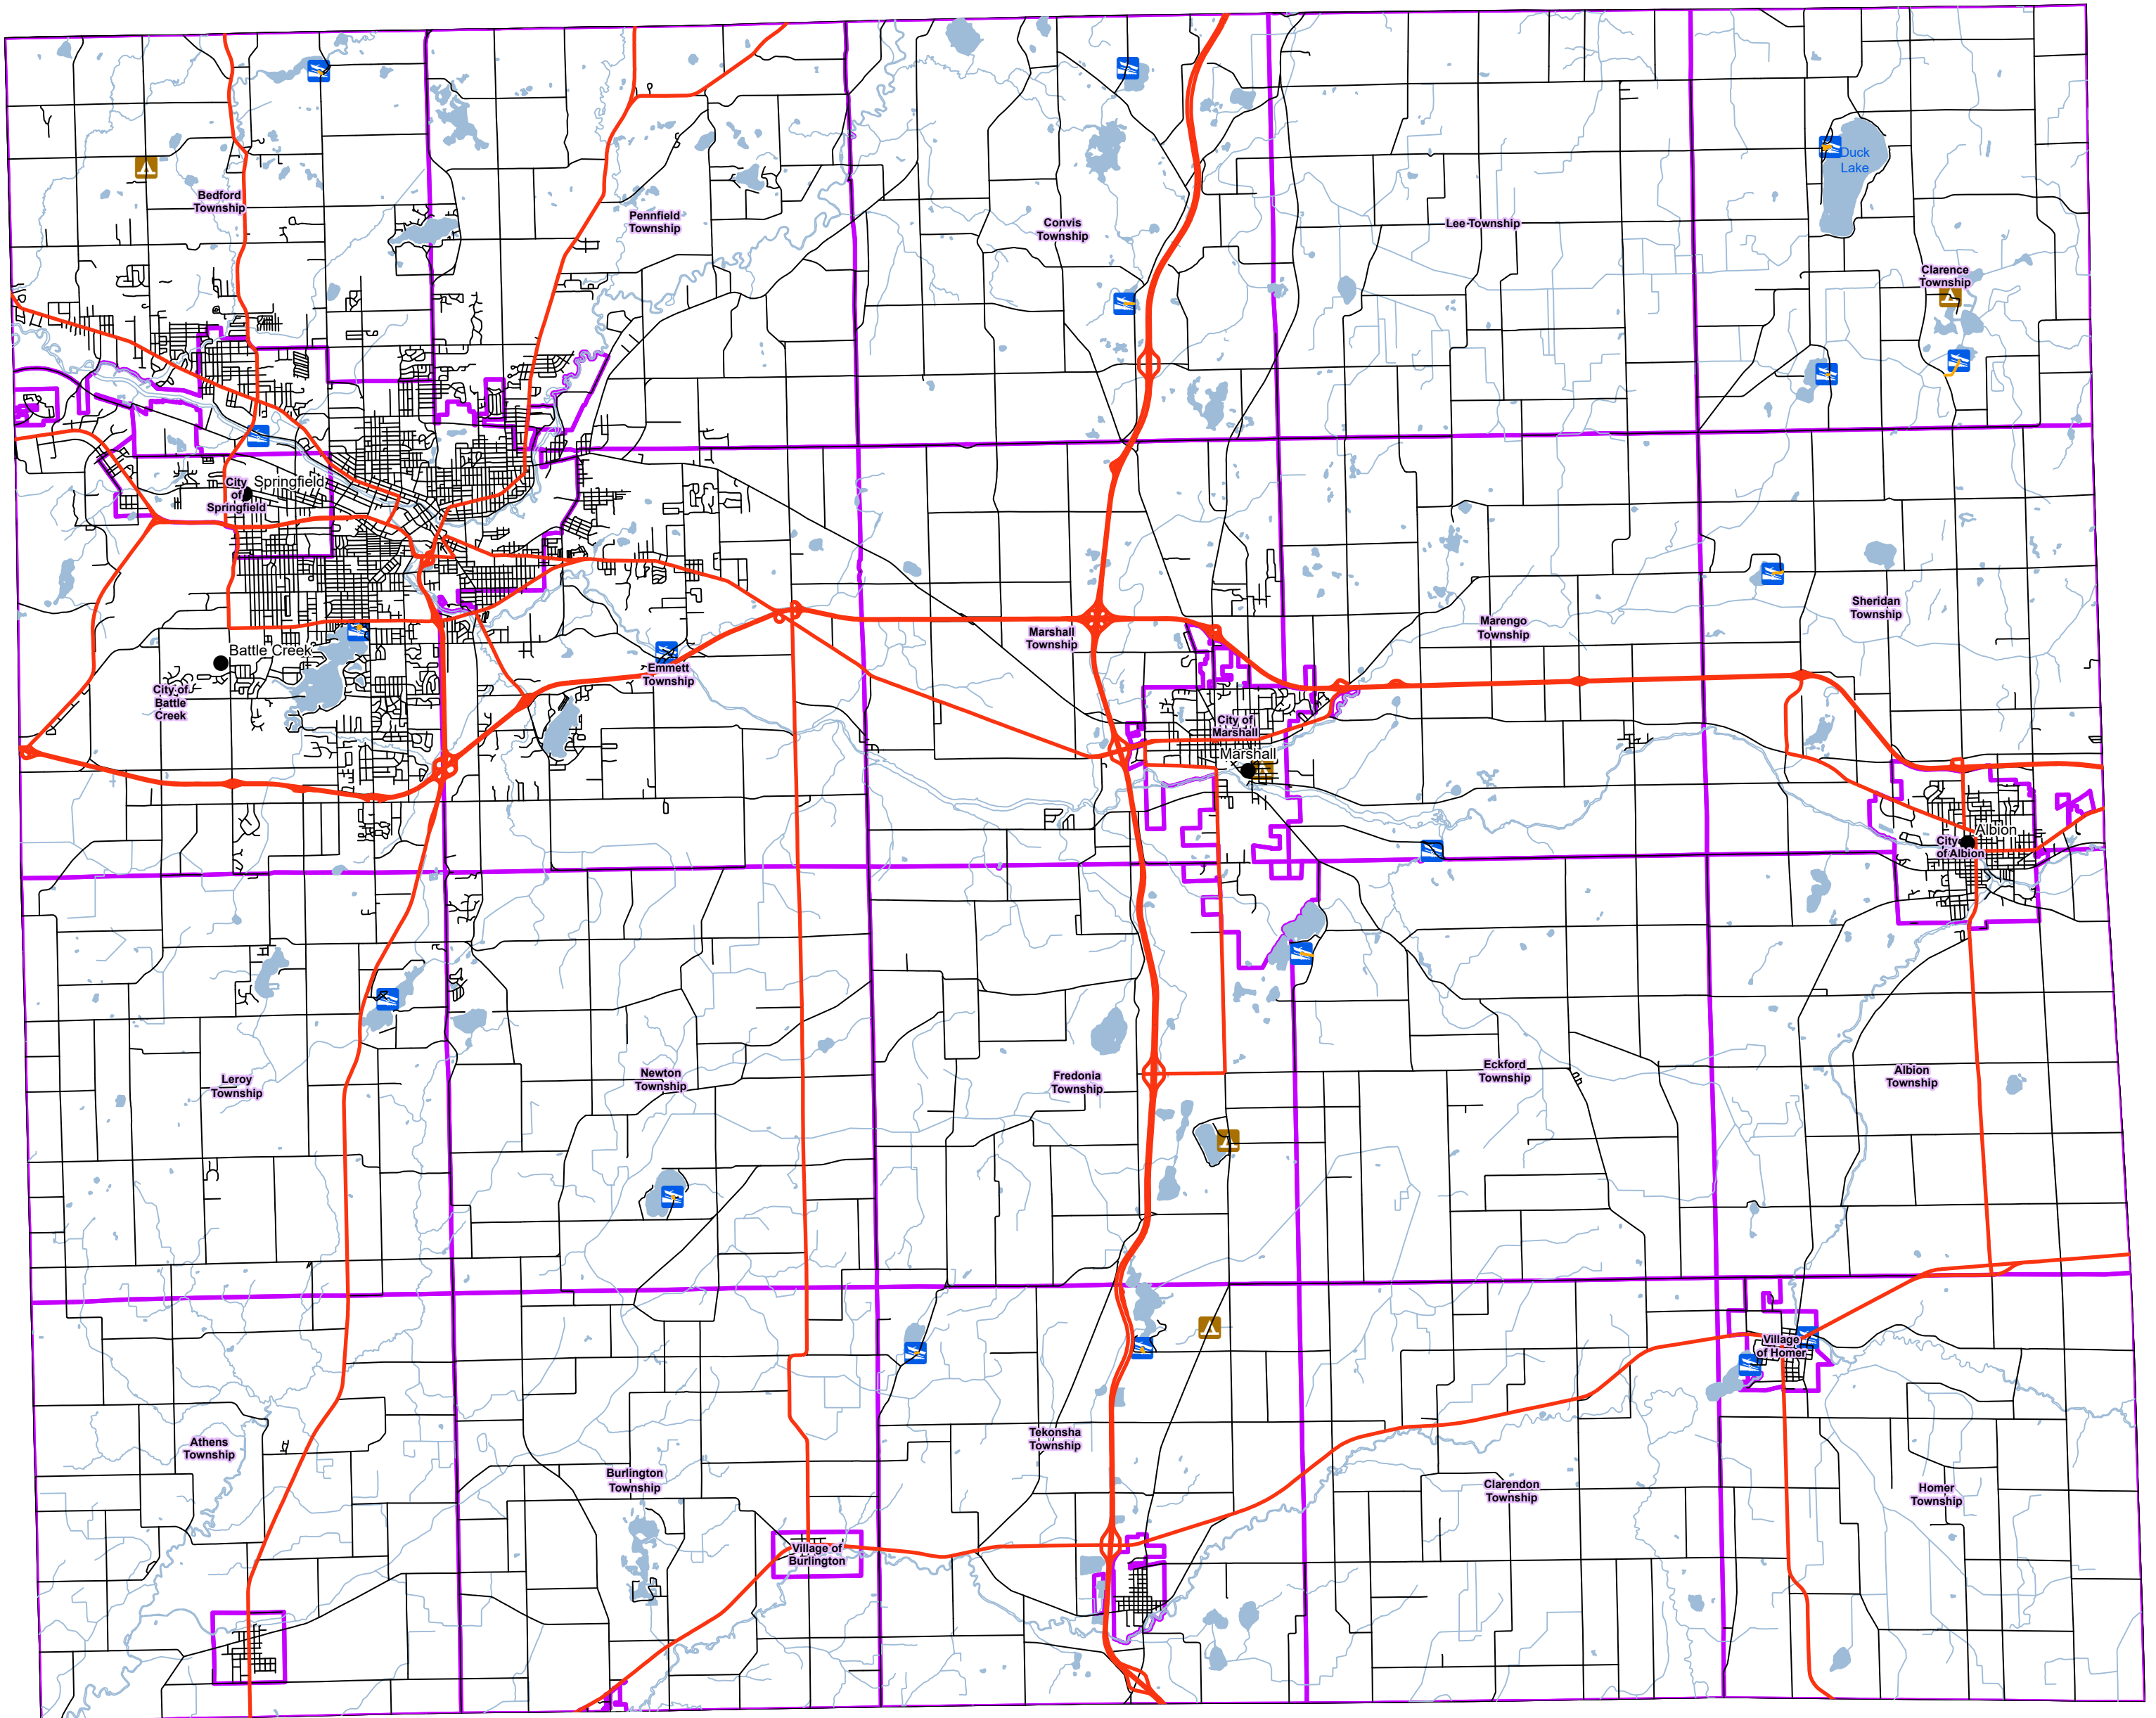 Duck
Lake
Bedford
Township
Pennfield
Township
Convis
Township
Lee Township
Clarence
Township
City
of
Springfield
Springfield
Battle Creek
City of
Battle
Creek
Emmett
Township
Marshall
Township
Marengo
Township
Sheridan
Township
City of
Marshall
Marshall
Albion
City
of Albion
Leroy
Township
Newton
Township
Fredonia
Township
Eckford
Township
Albion
Township
Village
of Homer
Athens
Township
Burlington
Township
Tekonsha
Township
Clarendon
Township
Homer
Township
Village of
Burlington